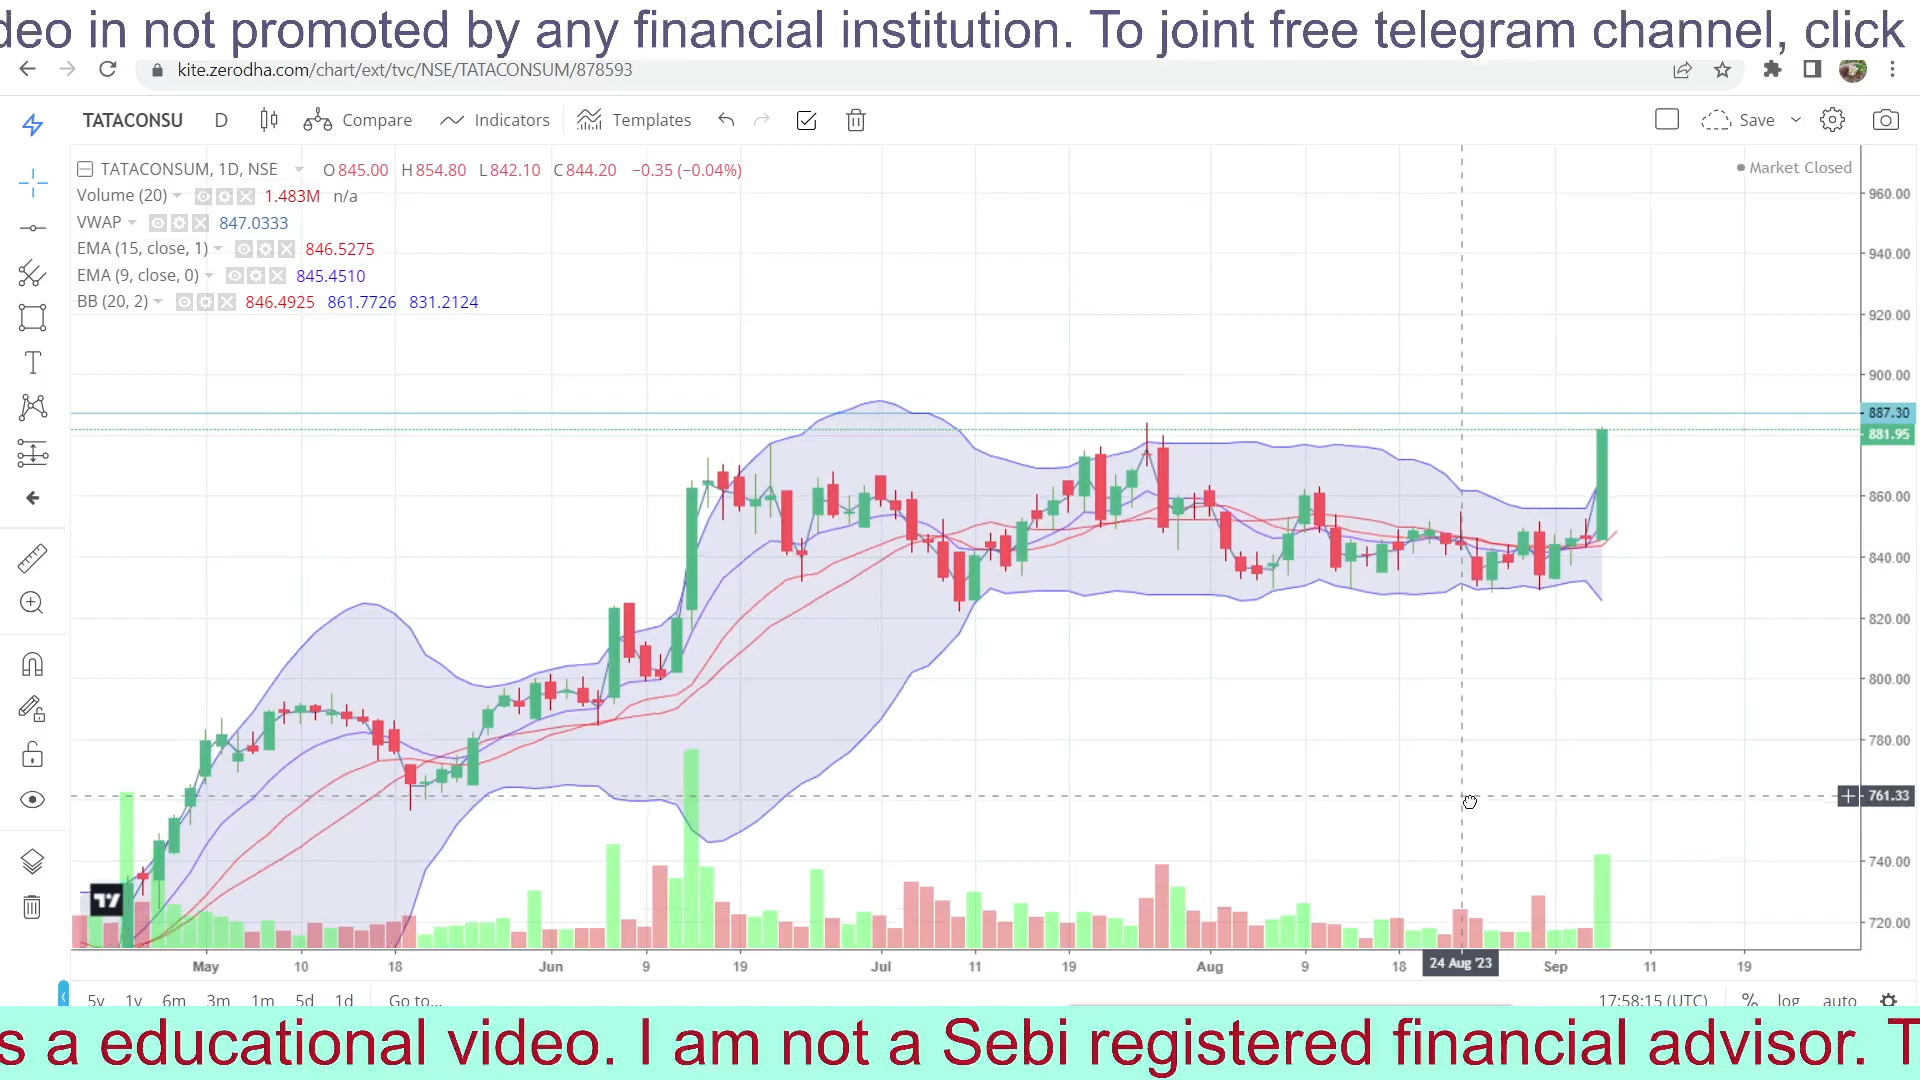 deo in not promoted by any financial institution. To joint free telegram channel, click
kite.zerodha.com/chart/ext/tvc/NSE/TATACONSUM/878593
TATACONSU D Compare Indicators Templates Save
TATACONSUM, 1D, NSE O845.00 H854.80 L842.10 C844.20 −0.35 (−0.04%)
Market Closed
Volume (20) 1.483M n/a
VWAP 847.0333
EMA (15, close, 1) 846.5275
EMA (9, close, 0) 845.4510
BB (20, 2) 846.4925 861.7726 831.2124
960.00
940.00
920.00
900.00
887.30
881.95
860.00
840.00
820.00
800.00
780.00
761.33
740.00
720.00
May 10 18 Jun 9 19 Jul 11 19 Aug 9 18 24 Aug '23 Sep 11 19
5y 1y 6m 3m 1m 5d 1d Go to... 17:58:15 (UTC) % log auto
s a educational video. I am not a Sebi registered financial advisor. T